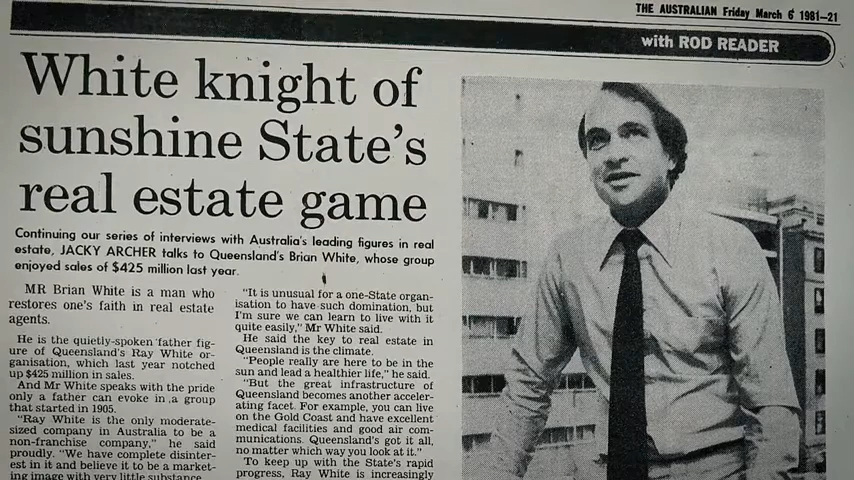 THE AUSTRALIAN Friday March 6 1981—21
with ROD READER
White knight of
sunshine State's
real estate game
Continuing our series of interviews with Australia's leading figures in real
estate, JACKY ARCHER talks to Queensland's Brian White, whose group
enjoyed sales of $425 million last year.
MR Brian White is a man who
restores one's faith in real estate
agents.
He is the quietly-spoken father fig-
ure of Queensland's Ray White or-
ganisation, which last year notched
up $425 million in sales.
And Mr White speaks with the pride
only a father can evoke in a group
that started in 1905.
"Ray White is the only moderate-
sized company in Australia to be a
non-franchise company," he said
proudly. "We have complete disinter-
est in it and believe it to be a market-
ing image with very little substance
"It is unusual for a one-State organ-
isation to have such domination, but
I'm sure we can learn to live with it
quite easily," Mr White said.
He said the key to real estate in
Queensland is the climate.
"People really are here to be in the
sun and lead a healthier life," he said.
"But the great infrastructure of
Queensland becomes another acceler-
ating facet. For example, you can live
on the Gold Coast and have excellent
medical facilities and good air com-
munications. Queensland's got it all,
no matter which way you look at it."
To keep up with the State's rapid
progress, Ray White is increasingly